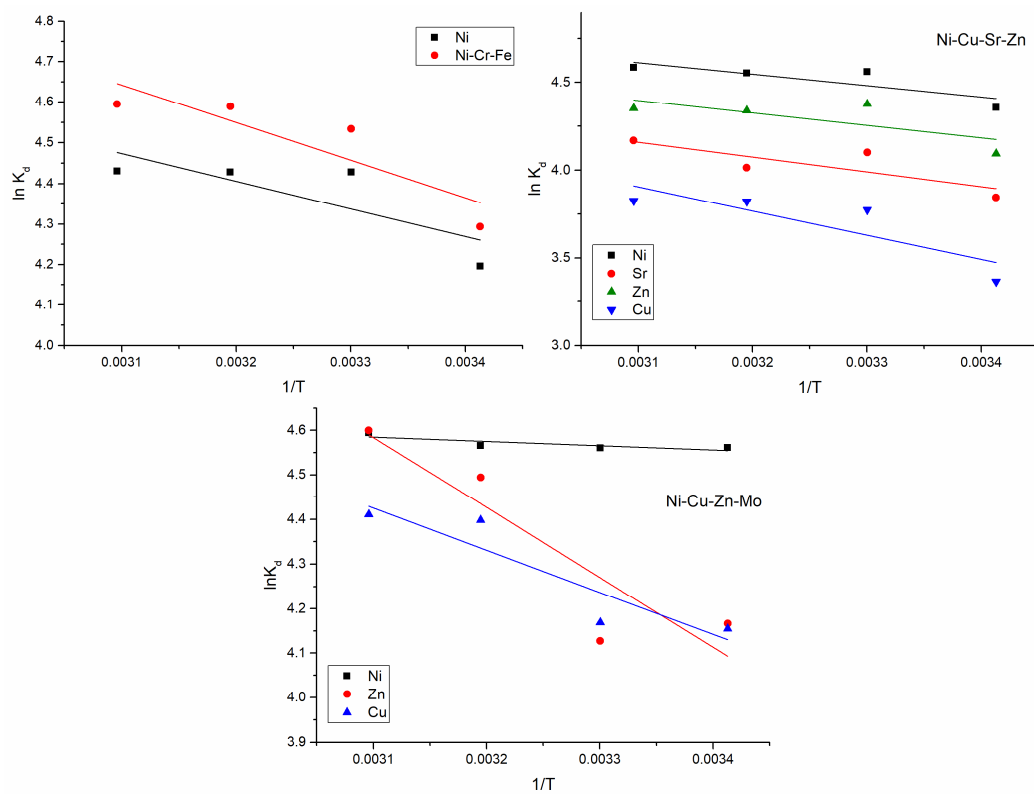 4.8
4.7
4.6
4.5
4.4
4.3
4.2
4.1
4.0
ln K_d
0.0031
0.0032
0.0033
0.0034
1/T
Ni
Ni-Cr-Fe
Ni-Cu-Sr-Zn
4.5
4.0
3.5
3.0
ln K_d
Ni
Sr
Zn
Cu
0.0031
0.0032
0.0033
0.0034
1/T
Ni-Cu-Zn-Mo
4.6
4.5
4.4
4.3
4.2
4.1
4.0
3.9
lnK_d
Ni
Zn
Cu
0.0031
0.0032
0.0033
0.0034
1/T